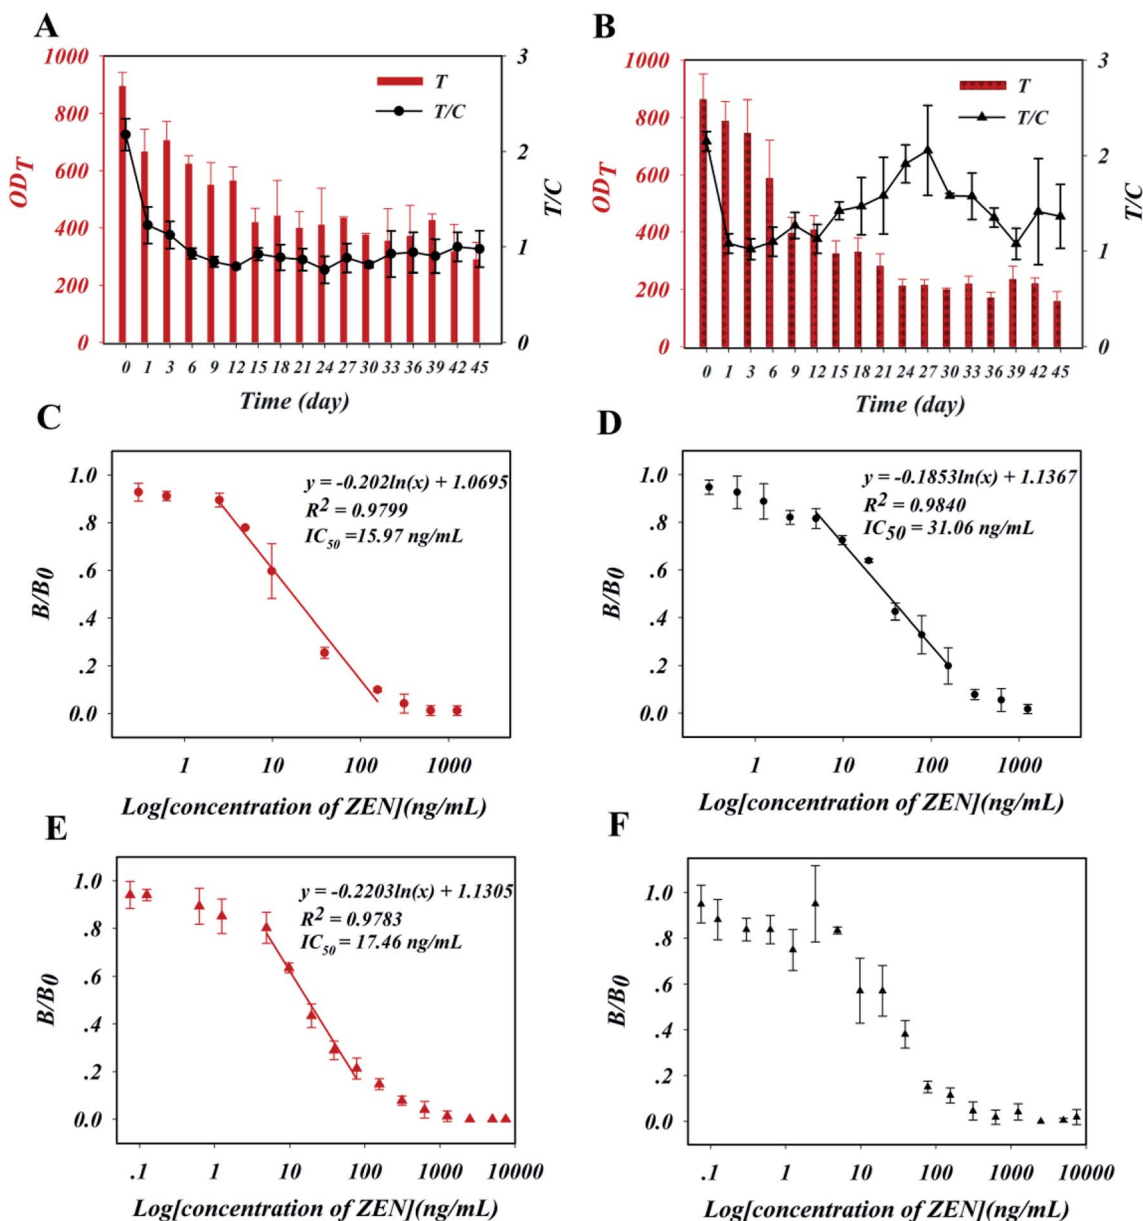 A
1000
800
600
400
200
0
OD_T
3
2
1
0
T/C
T
T/C
0 1 3 6 9 12 15 18 21 24 27 30 33 36 39 42 45
Time (day)
B
1000
800
600
400
200
0
OD_T
3
2
1
0
T/C
T
T/C
0 1 3 6 9 12 15 18 21 24 27 30 33 36 39 42 45
Time (day)
C
1.0
.8
.6
.4
.2
0.0
B/B0
y = -0.202ln(x) + 1.0695
R² = 0.9799
IC₅₀ =15.97 ng/mL
1 10 100 1000
Log[concentration of ZEN](ng/mL)
D
1.0
.8
.6
.4
.2
0.0
B/B0
y = -0.1853ln(x) + 1.1367
R² = 0.9840
IC50 = 31.06 ng/mL
1 10 100 1000
Log[concentration of ZEN](ng/mL)
E
1.0
.8
.6
.4
.2
0.0
B/B0
y = -0.2203ln(x) + 1.1305
R² = 0.9783
IC₅₀ = 17.46 ng/mL
.1 1 10 100 1000 10000
Log[concentration of ZEN](ng/mL)
F
1.0
.8
.6
.4
.2
0.0
B/B0
.1 1 10 100 1000 10000
Log[concentration of ZEN](ng/mL)